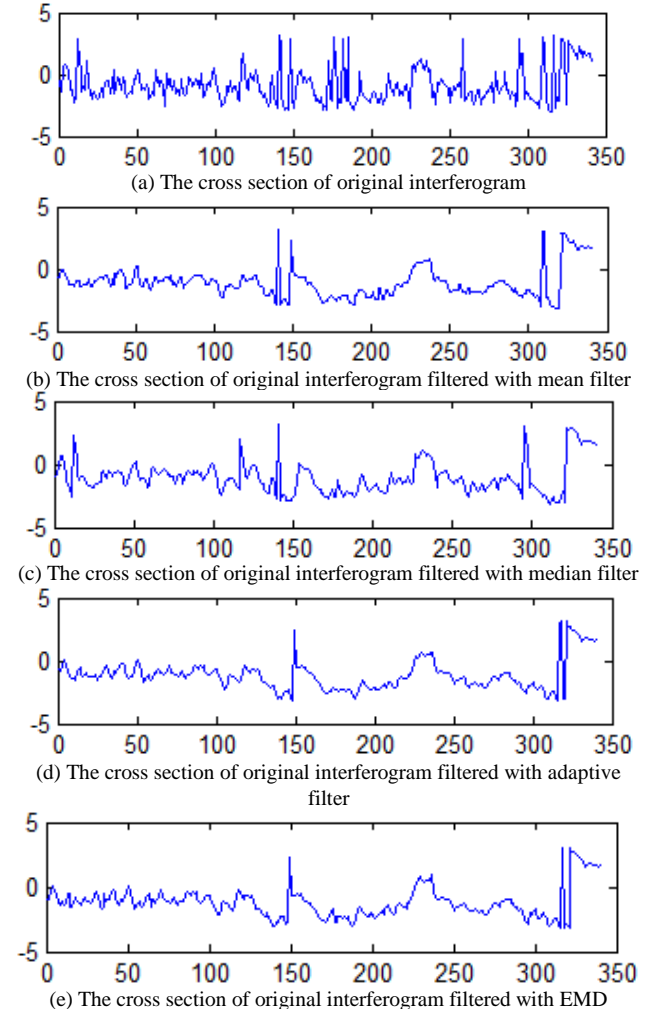 5
0
-5
0 50 100 150 200 250 300 350
(a) The cross section of original interferogram
5
0
-5
0 50 100 150 200 250 300 350
(b) The cross section of original interferogram filtered with mean filter
5
0
-5
0 50 100 150 200 250 300 350
(c) The cross section of original interferogram filtered with median filter
5
0
-5
0 50 100 150 200 250 300 350
(d) The cross section of original interferogram filtered with adaptive
filter
5
0
-5
0 50 100 150 200 250 300 350
(e) The cross section of original interferogram filtered with EMD